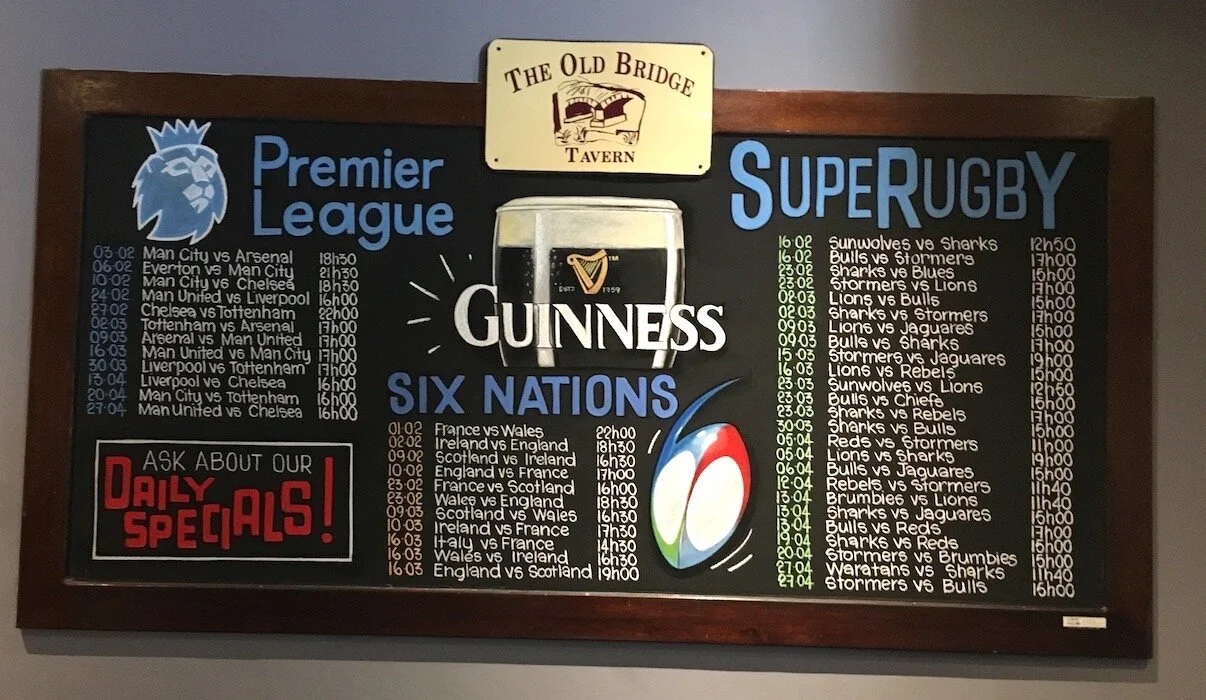 THE OLD BRIDGE
TAVERN
Premier
League
03·02 Man City vs Arsenal 18h30
06·02 Everton vs Man City 21h30
10·02 Man City vs Chelsea 18h30
24·02 Man United vs Liverpool 16h00
27·02 Chelsea vs Tottenham 22h00
02·03 Tottenham vs Arsenal 17h00
09·03 Arsenal vs Man United 17h00
16·03 Man United vs Man City 17h00
30·03 Liverpool vs Tottenham 17h00
13·04 Liverpool vs Chelsea 16h00
20·04 Man City vs Tottenham 16h00
27·04 Man United vs Chelsea 16h00
ASK ABOUT OUR
DAILY
SPECIALS!
TM
ESTD 1759
GUINNESS
SIX NATIONS
01·02 France vs Wales 22h00
02·02 Ireland vs England 18h30
09·02 Scotland vs Ireland 16h30
10·02 England vs France 17h00
23·02 France vs Scotland 16h00
23·02 Wales vs England 18h30
09·03 Scotland vs Wales 16h30
10·03 Ireland vs France 17h30
16·03 Italy vs France 14h30
16·03 Wales vs Ireland 16h30
16·03 England vs Scotland 19h00
SUPERUGBY
16·02 Sunwolves vs Sharks 12h50
16·02 Bulls vs Stormers 17h00
23·02 Sharks vs Blues 15h00
23·02 Stormers vs Lions 17h00
02·03 Lions vs Bulls 15h00
02·03 Sharks vs Stormers 17h00
09·03 Lions vs Jaguares 15h00
09·03 Bulls vs Sharks 17h00
15·03 Stormers vs Jaguares 19h00
16·03 Lions vs Rebels 15h00
23·03 Sunwolves vs Lions 12h50
23·03 Bulls vs Chiefs 15h00
23·03 Sharks vs Rebels 17h00
30·03 Sharks vs Bulls 15h00
05·04 Reds vs Stormers 11h00
05·04 Lions vs Sharks 19h00
06·04 Bulls vs Jaguares 15h00
12·04 Rebels vs Stormers 11h40
13·04 Brumbies vs Lions 11h40
13·04 Sharks vs Jaguares 15h00
13·04 Bulls vs Reds 17h00
19·04 Sharks vs Reds 15h00
20·04 Stormers vs Brumbies 15h00
27·04 Waratahs vs Sharks 11h40
27·04 Stormers vs Bulls 15h00